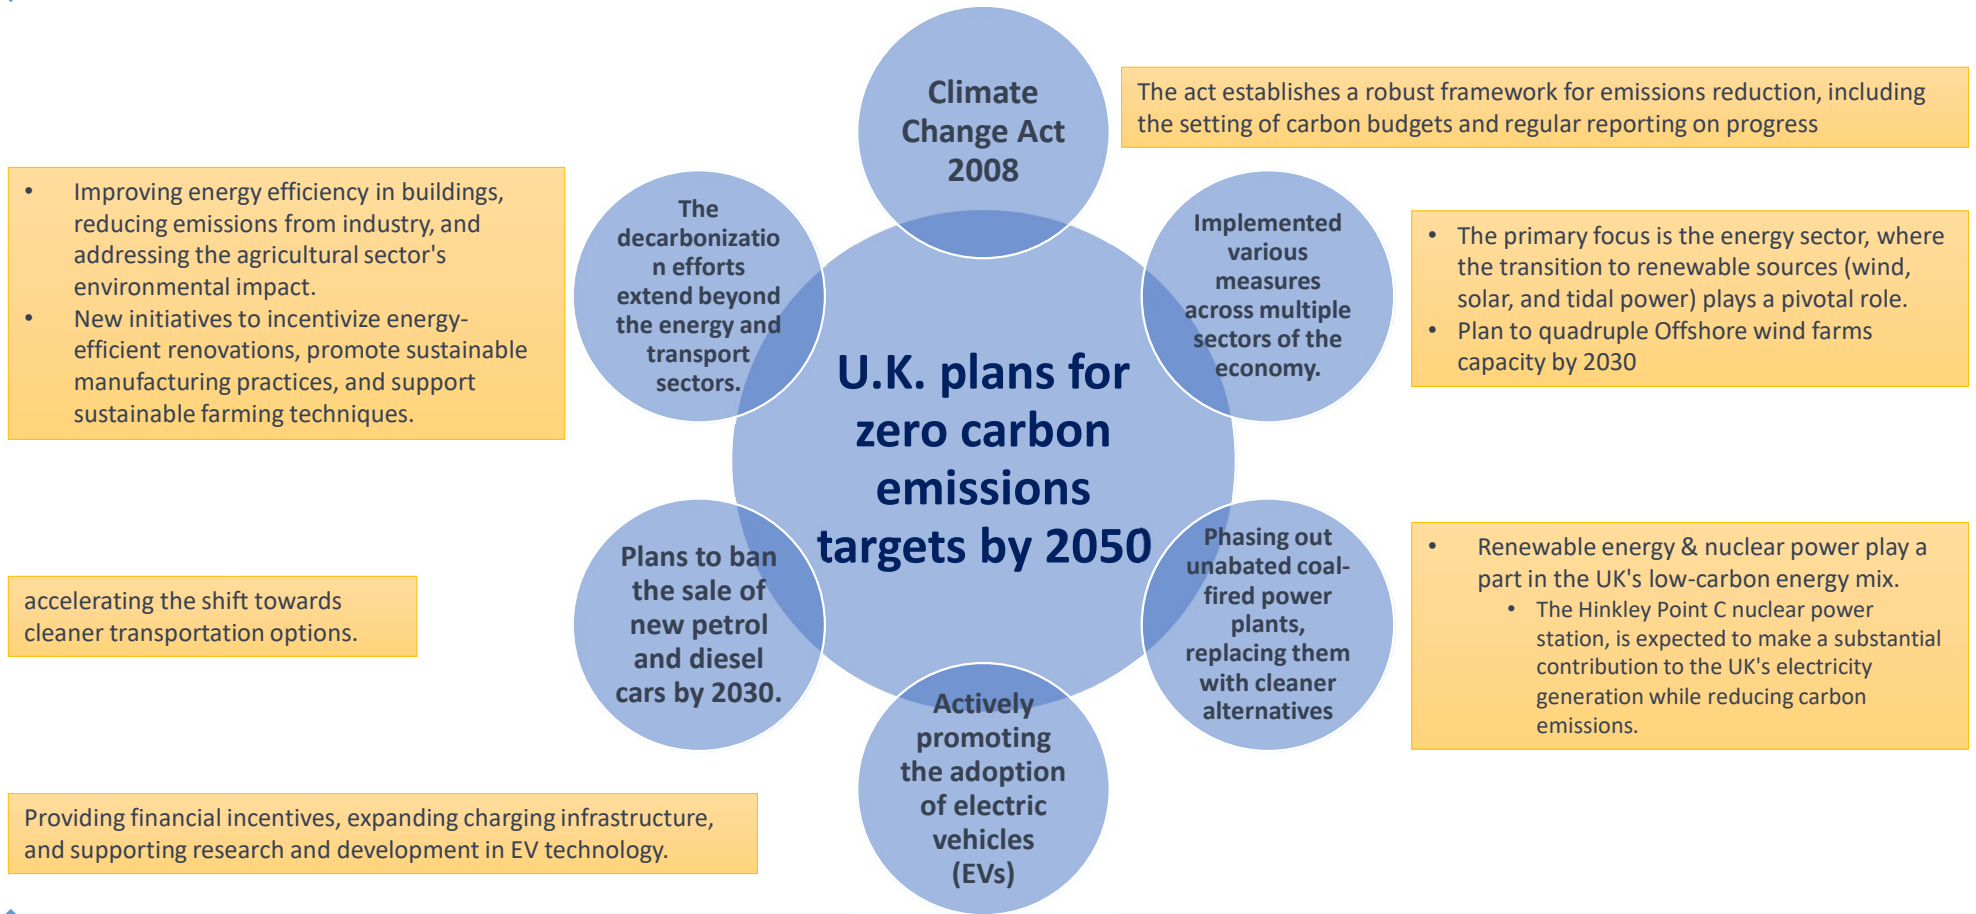 Climate
Change Act
2008
The act establishes a robust framework for emissions reduction, including
the setting of carbon budgets and regular reporting on progress
Implemented
various
measures
across multiple
sectors of the
economy.
• The primary focus is the energy sector, where
the transition to renewable sources (wind,
solar, and tidal power) plays a pivotal role.
• Plan to quadruple Offshore wind farms
capacity by 2030
Phasing out
unabated coal-
fired power
plants,
replacing them
with cleaner
alternatives
• Renewable energy & nuclear power play a
part in the UK's low-carbon energy mix.
• The Hinkley Point C nuclear power
station, is expected to make a substantial
contribution to the UK's electricity
generation while reducing carbon
emissions.
Actively
promoting
the adoption
of electric
vehicles
(EVs)
Providing financial incentives, expanding charging infrastructure,
and supporting research and development in EV technology.
Plans to ban
the sale of
new petrol
and diesel
cars by 2030.
accelerating the shift towards
cleaner transportation options.
The
decarbonizatio
n efforts
extend beyond
the energy and
transport
sectors.
• Improving energy efficiency in buildings,
reducing emissions from industry, and
addressing the agricultural sector's
environmental impact.
• New initiatives to incentivize energy-
efficient renovations, promote sustainable
manufacturing practices, and support
sustainable farming techniques.
U.K. plans for
zero carbon
emissions
targets by 2050